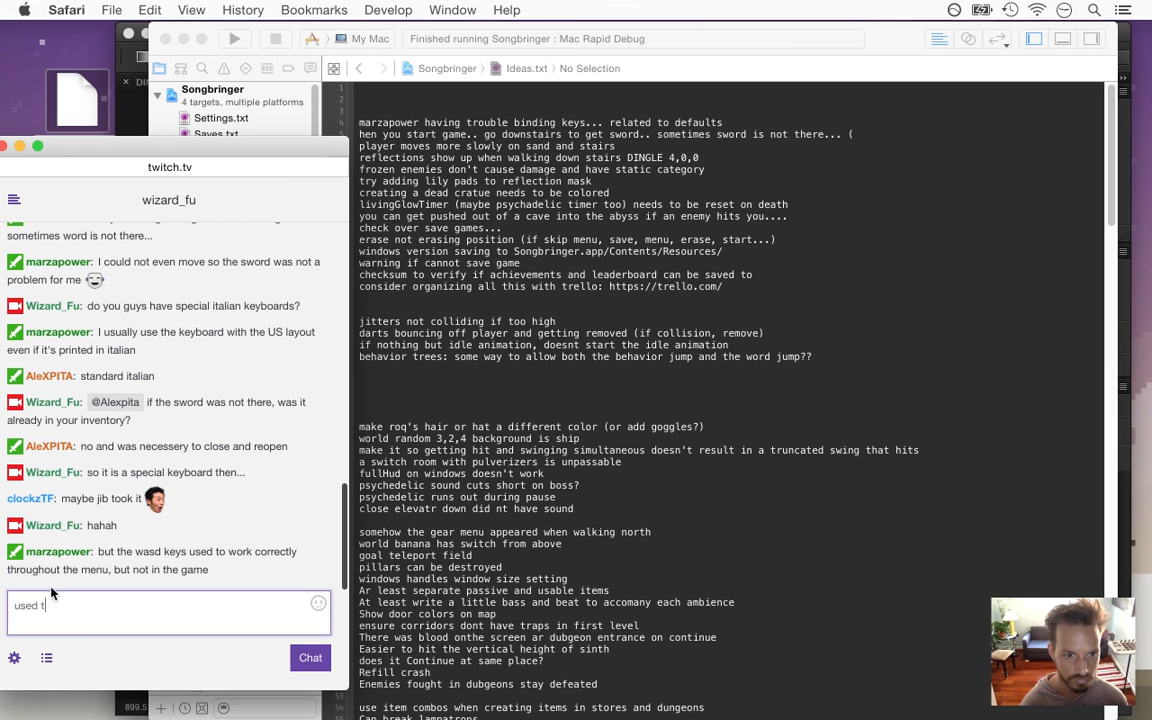 Safari File Edit View History Bookmarks Develop Window Help
My Mac
Finished running Songbringer : Mac Rapid Debug
Songbringer
Ideas.txt
No Selection
Songbringer
4 targets, multiple platforms
Settings.txt
Saves.txt
1
2
3
4
marzapower having trouble binding keys... related to defaults
hen you start game.. go downstairs to get sword.. sometimes sword is not there... (
player moves more slowly on sand and stairs
reflections show up when walking down stairs DINGLE 4,0,0
frozen enemies don't cause damage and have static category
try adding lily pads to reflection mask
creating a dead cratue needs to be colored
livingGlowTimer (maybe psychadelic timer too) needs to be reset on death
you can get pushed out of a cave into the abyss if an enemy hits you....
check over save games...
erase not erasing position (if skip menu, save, menu, erase, start...)
windows version saving to Songbringer.app/Contents/Resources/
warning if cannot save game
checksum to verify if achievements and leaderboard can be saved to
consider organizing all this with trello: https://trello.com/
jitters not colliding if too high
darts bouncing off player and getting removed (if collision, remove)
if nothing but idle animation, doesnt start the idle animation
behavior trees: some way to allow both the behavior jump and the word jump??
make roq's hair or hat a different color (or add goggles?)
world random 3,2,4 background is ship
make it so getting hit and swinging simultaneous doesn't result in a truncated swing that hits
a switch room with pulverizers is unpassable
fullHud on windows doesn't work
psychedelic sound cuts short on boss?
psychedelic runs out during pause
close elevatr down did nt have sound
somehow the gear menu appeared when walking north
world banana has switch from above
goal teleport field
pillars can be destroyed
windows handles window size setting
Ar least separate passive and usable items
At least write a little bass and beat to accomany each ambience
Show door colors on map
ensure corridors dont have traps in first level
There was blood onthe screen ar dubgeon entrance on continue
Easier to hit the vertical height of sinth
does it Continue at same place?
Refill crash
Enemies fought in dubgeons stay defeated
use item combos when creating items in stores and dungeons
Can break lampatrons
twitch.tv
wizard_fu
sometimes word is not there...
marzapower: I could not even move so the sword was not a
problem for me
Wizard_Fu: do you guys have special italian keyboards?
marzapower: I usually use the keyboard with the US layout
even if it's printed in italian
AleXPITA: standard italian
Wizard_Fu: @Alexpita if the sword was not there, was it
already in your inventory?
AleXPITA: no and was necessery to close and reopen
Wizard_Fu: so it is a special keyboard then...
clockzTF: maybe jib took it
Wizard_Fu: hahah
marzapower: but the wasd keys used to work correctly
throughout the menu, but not in the game
used t
Chat
899.5